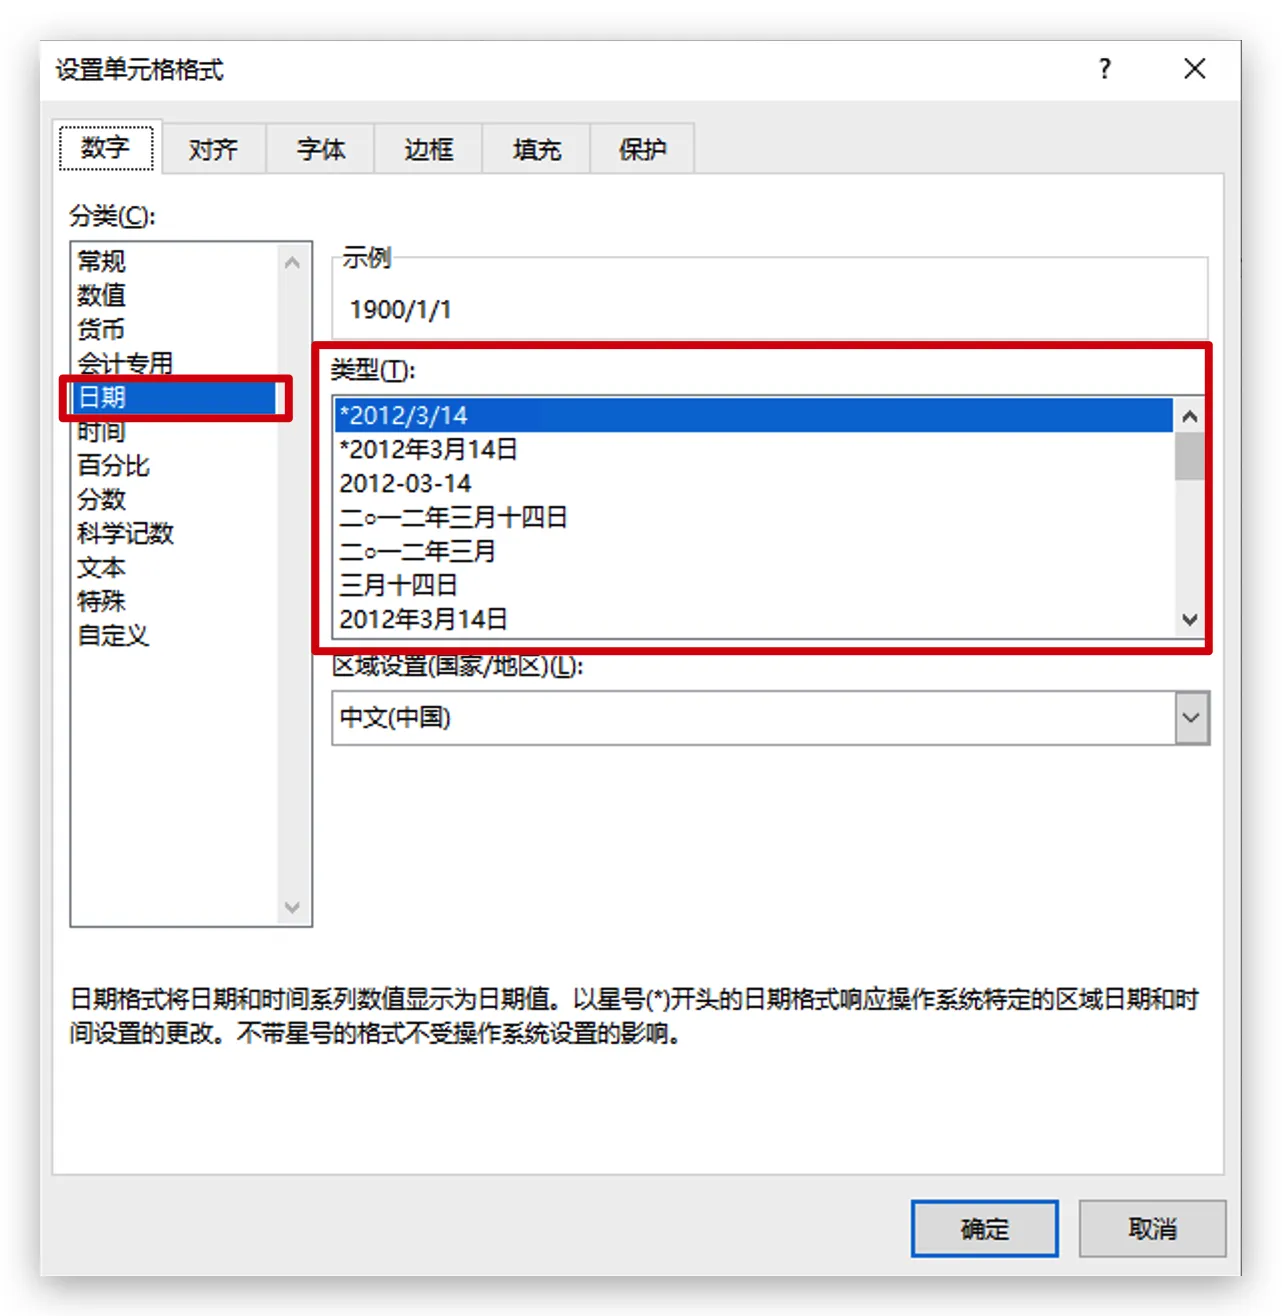 设置单元格格式
?
数字 对齐 字体 边框 填充 保护
分类(C):
常规
数值
货币
会计专用
日期
时间
百分比
分数
科学记数
文本
特殊
自定义
示例
1900/1/1
类型(T):
*2012/3/14
*2012年3月14日
2012-03-14
二○一二年三月十四日
二○一二年三月
三月十四日
2012年3月14日
区域设置(国家/地区)(L):
中文(中国)
日期格式将日期和时间系列数值显示为日期值。以星号(*)开头的日期格式响应操作系统特定的区域日期和时
间设置的更改。不带星号的格式不受操作系统设置的影响。
确定 取消